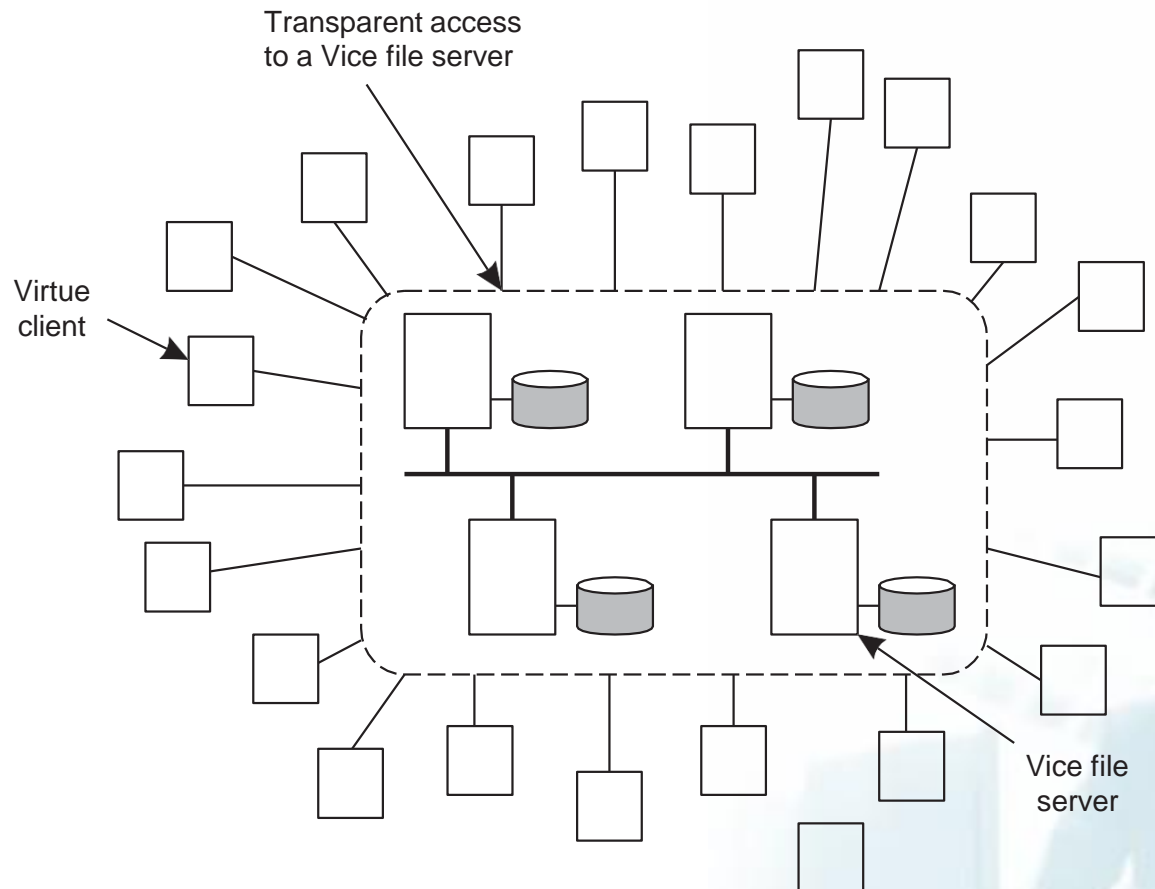 Transparent access
to a Vice file server
Virtue
client
Vice file
server